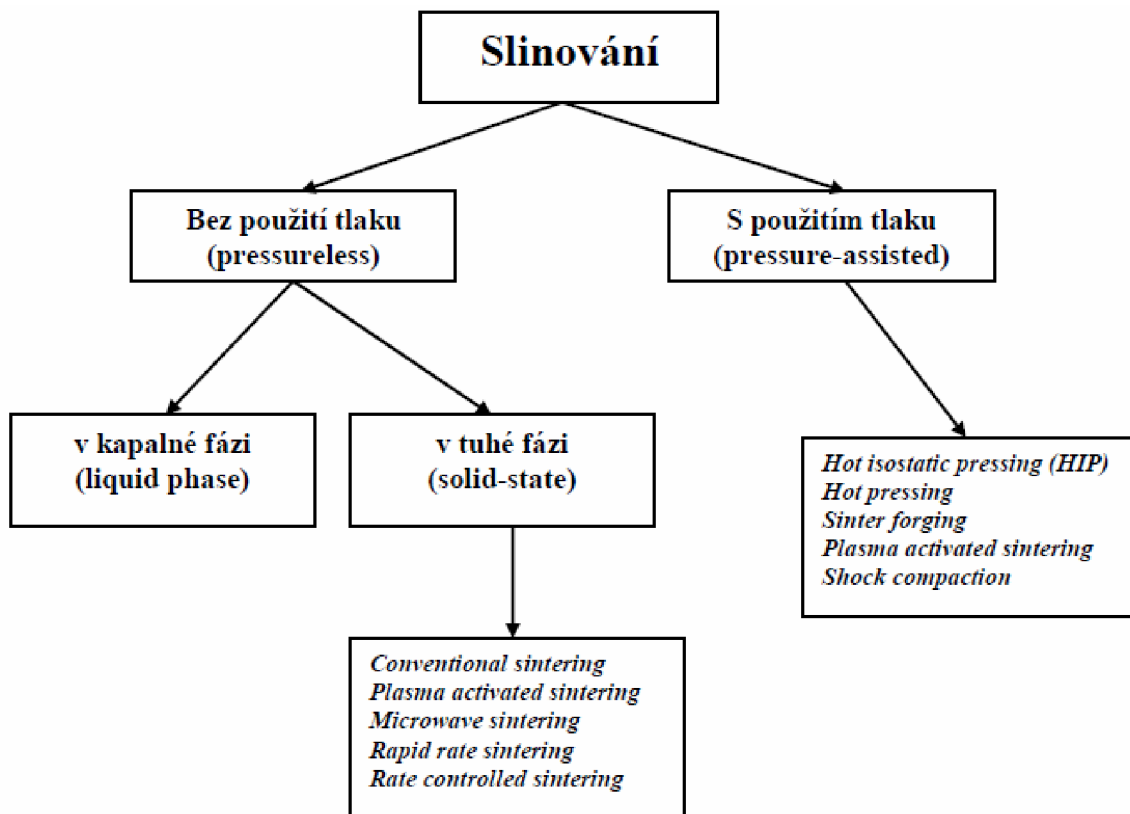 Slinování
Bez použití tlaku
(pressureless)
S použitím tlaku
(pressure-assisted)
v kapalné fázi
(liquid phase)
v tuhé fázi
(solid-state)
Hot isostatic pressing (HIP)
Hot pressing
Sinter forging
Plasma activated sintering
Shock compaction
Conventional sintering
Plasma activated sintering
Microwave sintering
Rapid rate sintering
Rate controlled sintering